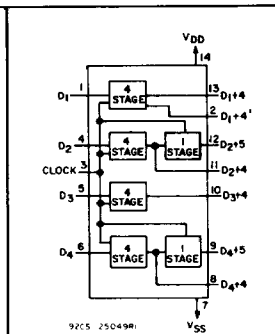 VDD
14
1 D1 4 STAGE 13 D1+4
2 D1+4'
4 D2 4 STAGE 1 STAGE 12 D2+5
11 D2+4
3 CLOCK
5 D3 4 STAGE 10 D3+4
6 D4 4 STAGE 1 STAGE 9 D4+5
8 D4+4
7
VSS
92CS 25049R1